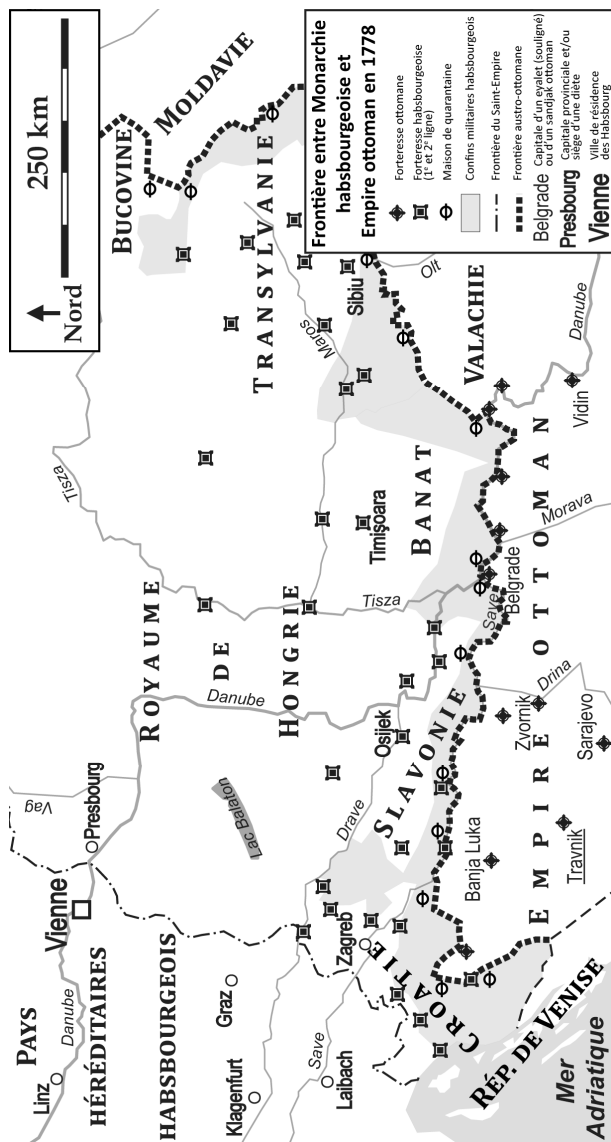 250 km
Nord
BUCOVINE
MOLDAVIE
TRANSYLVANIE
VALACHIE
BANAT
ROYAUME
DE
HONGRIE
SLAVONIE
CROATIE
RÉP. DE VENISE
EMPIRE OTTOMAN
PAYS
HÉRÉDITAIRES
HABSBOURGEOIS
Mer
Adriatique
Linz
Danube
Vienne
Presbourg
Vag
Graz
Klagenfurt
Laibach
Save
Zagreb
Drave
Lac Balaton
Danube
Osijek
Tisza
Tisza
Timişoara
Maros
Sibiu
Olt
Danube
Vidin
Morava
Belgrade
Save
Drina
Zvornik
Sarajevo
Travnik
Banja Luka
Frontière entre Monarchie
habsbourgeoise et
Empire ottoman en 1778
Forteresse ottomane
Forteresse habsbourgeoise
(1e et 2e ligne)
Maison de quarantaine
Confins militaires habsbourgeois
Frontière du Saint-Empire
Frontière austro-ottomane
Belgrade Capitale d'un eyalet (souligné)
ou d'un sandjak ottoman
Presbourg Capitale provinciale et/ou
siège d'une diète
Vienne Ville de résidence
des Habsbourg